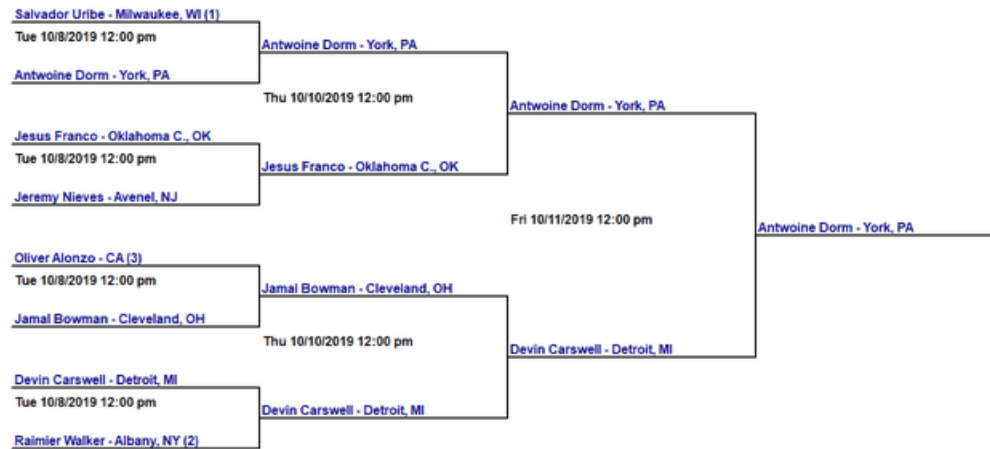 Salvador Uribe - Milwaukee, WI (1)
Tue 10/8/2019 12:00 pm
Antwoine Dorm - York, PA
Antwoine Dorm - York, PA
Thu 10/10/2019 12:00 pm
Antwoine Dorm - York, PA
Jesus Franco - Oklahoma C., OK
Tue 10/8/2019 12:00 pm
Jesus Franco - Oklahoma C., OK
Jeremy Nieves - Avenel, NJ
Fri 10/11/2019 12:00 pm
Antwoine Dorm - York, PA
Oliver Alonzo - CA (3)
Tue 10/8/2019 12:00 pm
Jamal Bowman - Cleveland, OH
Jamal Bowman - Cleveland, OH
Thu 10/10/2019 12:00 pm
Devin Carswell - Detroit, MI
Devin Carswell - Detroit, MI
Tue 10/8/2019 12:00 pm
Devin Carswell - Detroit, MI
Raimier Walker - Albany, NY (2)